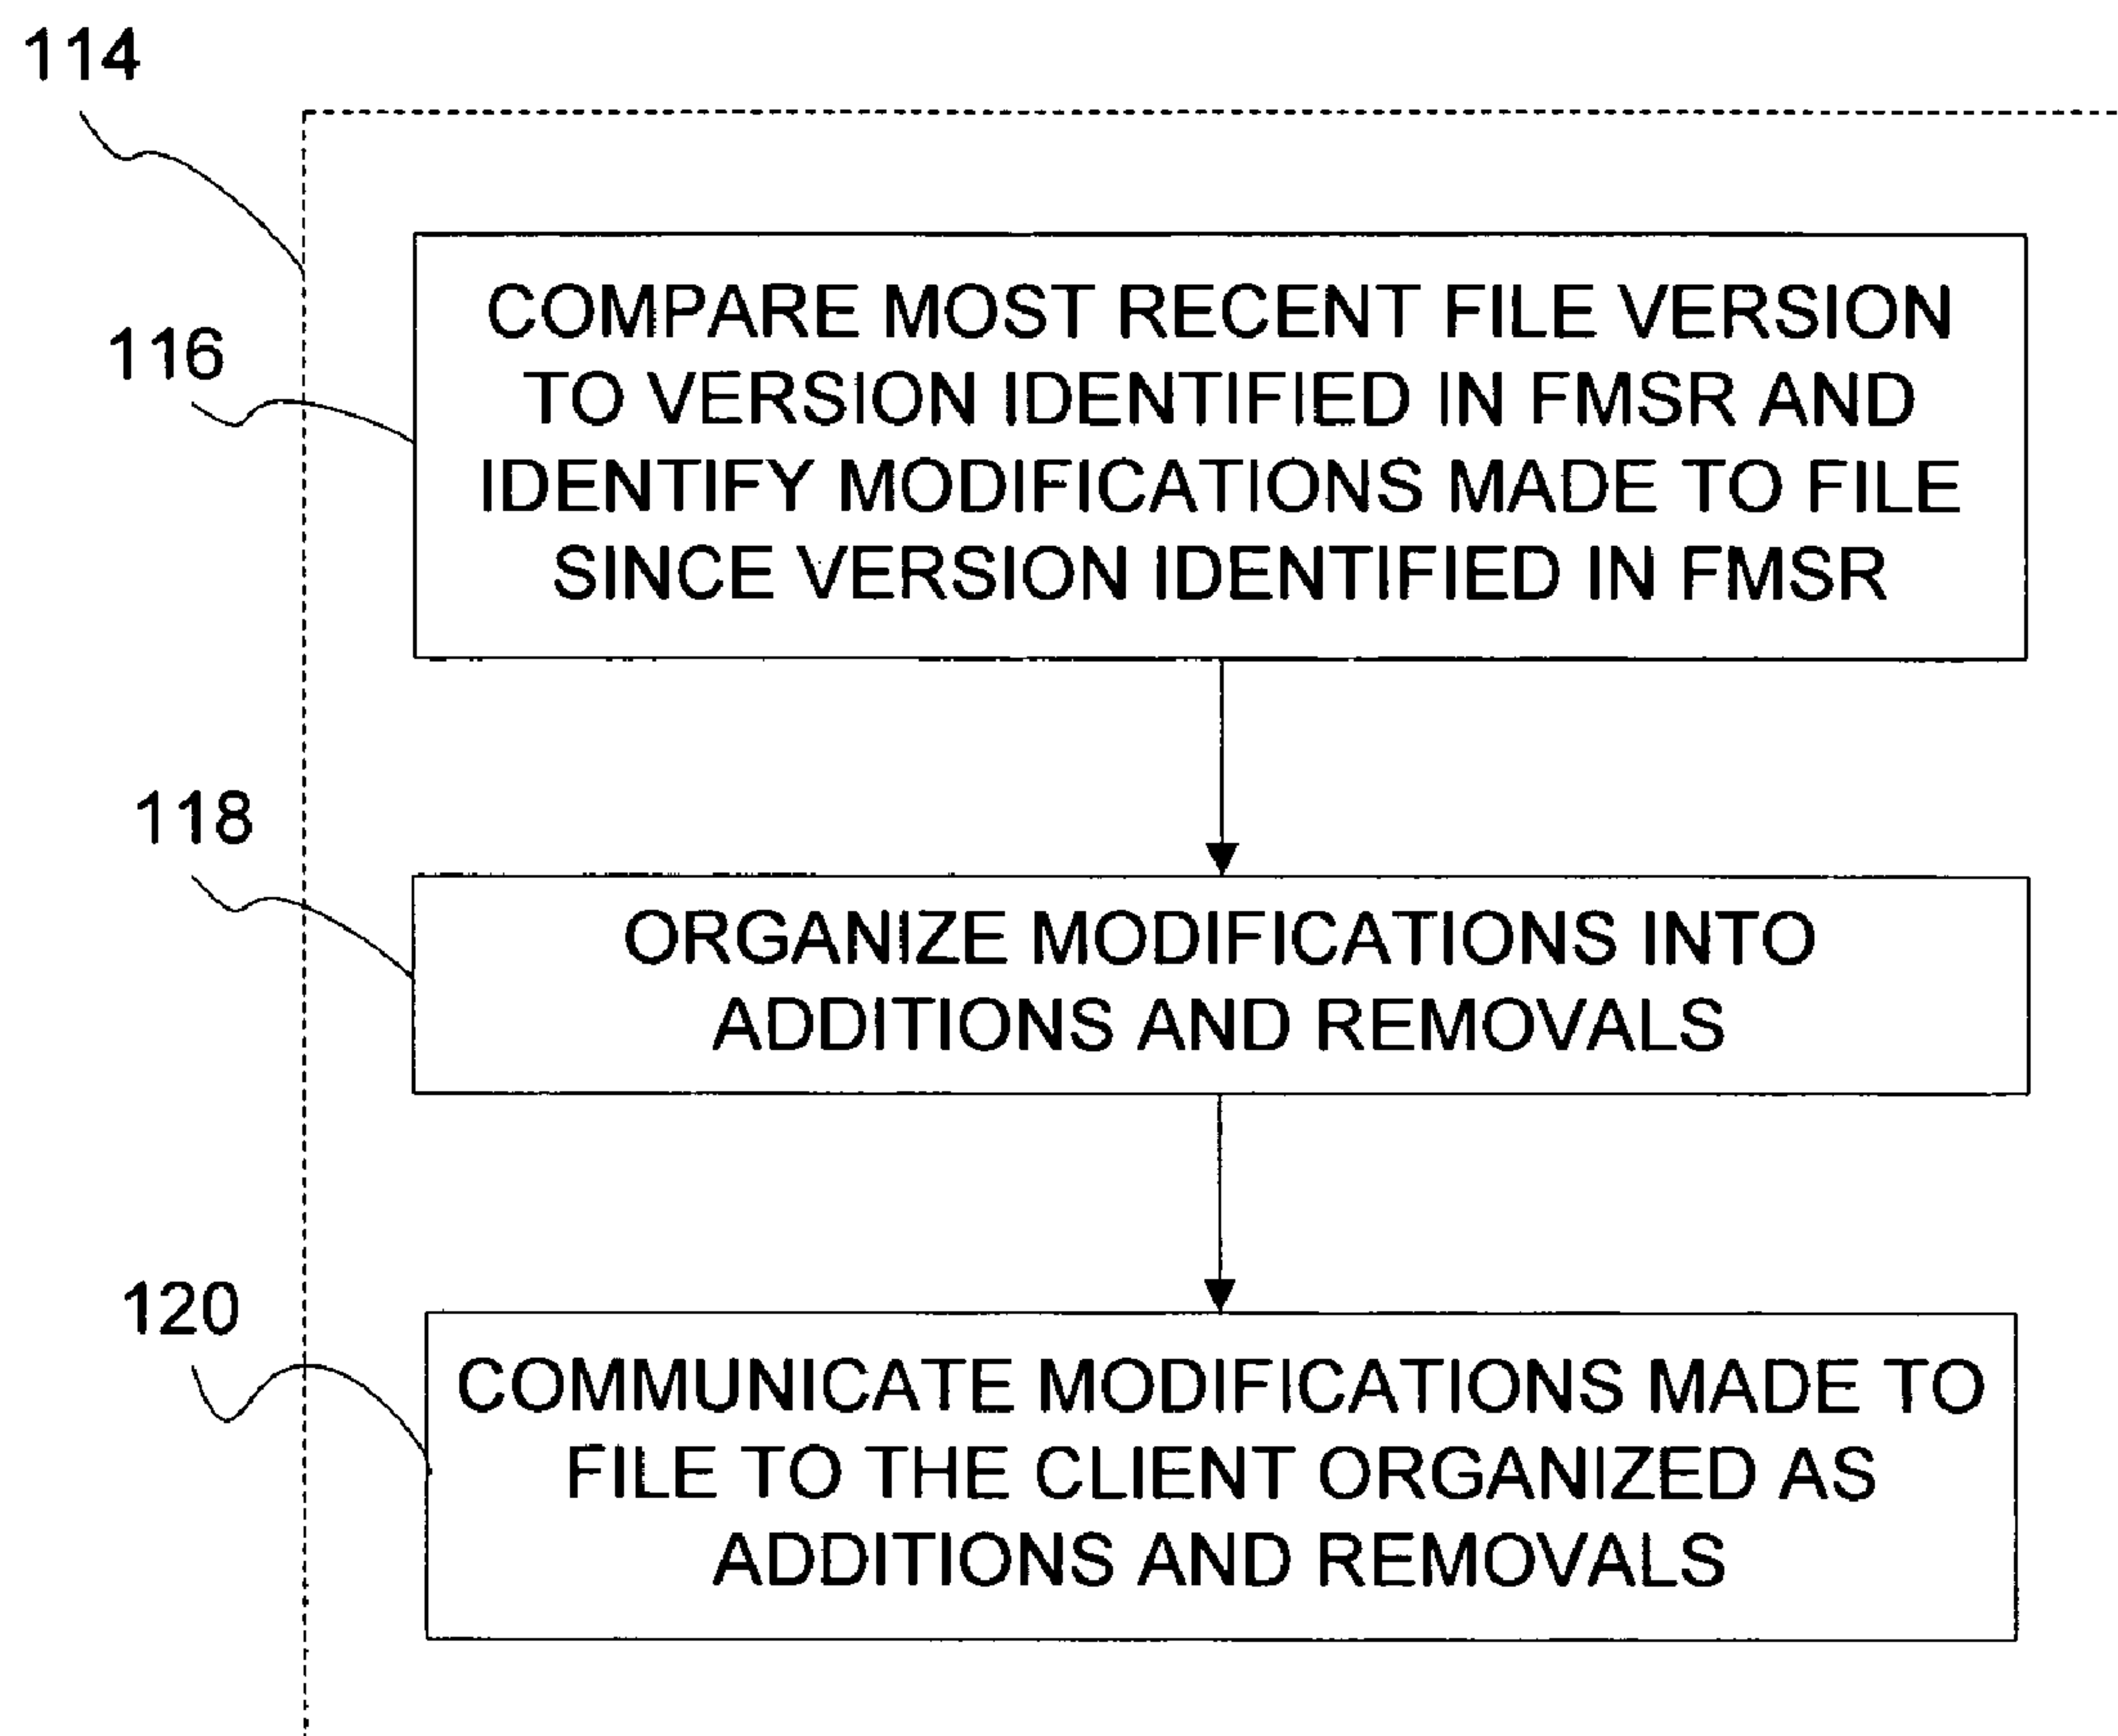 114
116
COMPARE MOST RECENT FILE VERSION
TO VERSION IDENTIFIED IN FMSR AND
IDENTIFY MODIFICATIONS MADE TO FILE
SINCE VERSION IDENTIFIED IN FMSR
118
ORGANIZE MODIFICATIONS INTO
ADDITIONS AND REMOVALS
120
COMMUNICATE MODIFICATIONS MADE TO
FILE TO THE CLIENT ORGANIZED AS
ADDITIONS AND REMOVALS